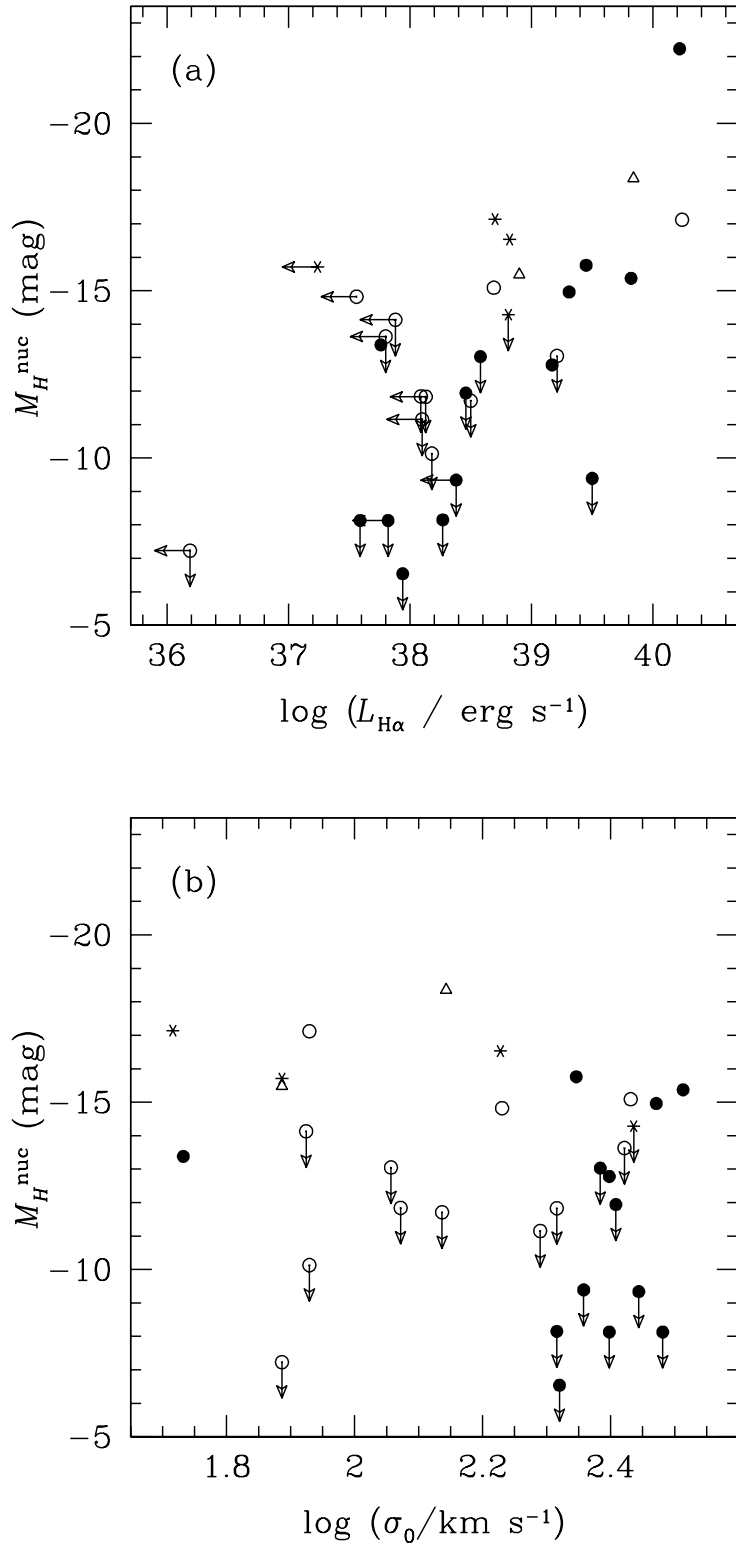 (a)
−20
−15
−10
−5
M_H^nuc (mag)
36 37 38 39 40
log (L_Hα / erg s⁻¹)
(b)
−20
−15
−10
−5
M_H^nuc (mag)
1.8 2 2.2 2.4
log (σ₀/km s⁻¹)